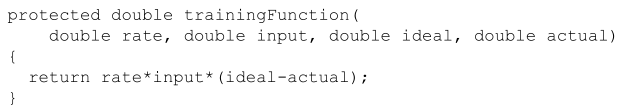 protected double trainingFunction(
    double rate, double input, double ideal, double actual)
{
  return rate*input*(ideal-actual);
}